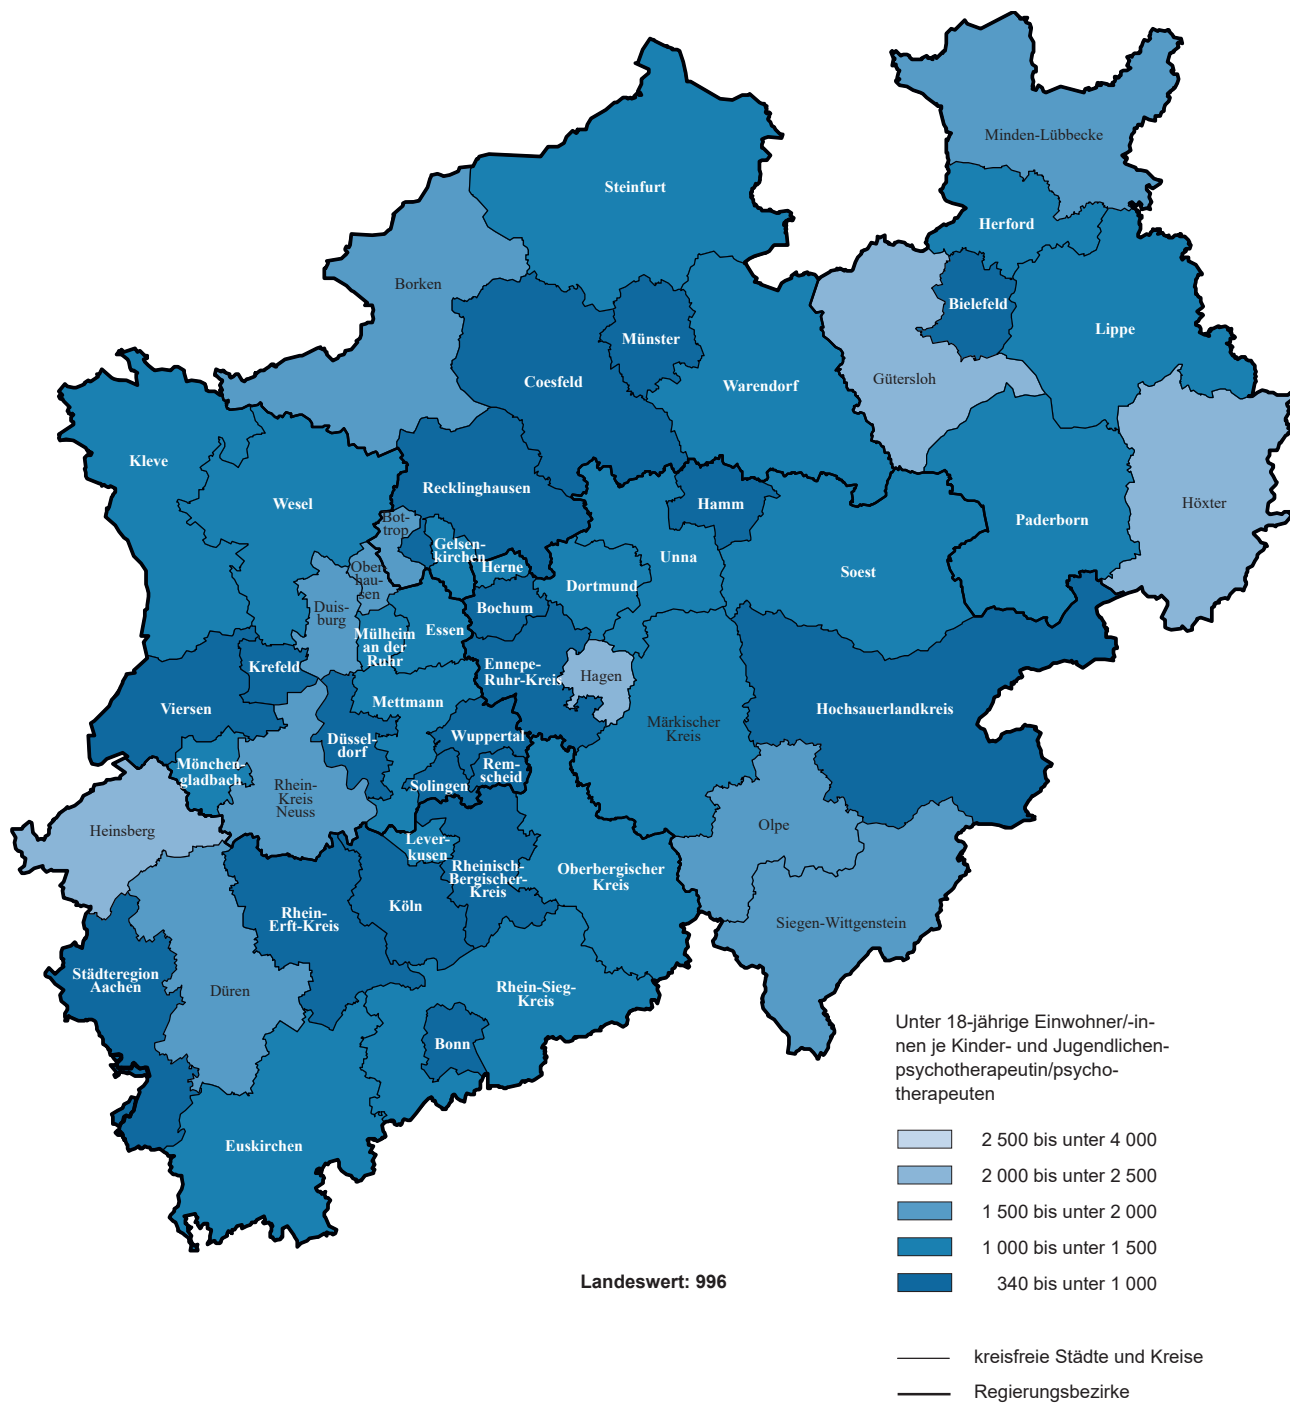 Minden-Lübbecke
Steinfurt
Herford
Borken
Bielefeld
Lippe
Münster
Coesfeld
Gütersloh
Warendorf
Kleve
Recklinghausen
Wesel
Hamm
Höxter
Bot-
trop
Paderborn
Gelsen-
kirchen
Unna
Herne
Soest
Ober-
hau-
sen
Dortmund
Duis-
burg
Bochum
Essen
Mülheim
an der
Ruhr
Krefeld
Ennepe-
Ruhr-Kreis
Hagen
Mettmann
Viersen
Hochsauerlandkreis
Märkischer
Kreis
Düssel-
dorf
Wuppertal
Mönchen-
gladbach
Rem-
scheid
Solingen
Rhein-
Kreis
Neuss
Heinsberg
Olpe
Lever-
kusen
Rheinisch-
Bergischer-
Kreis
Oberbergischer
Kreis
Köln
Rhein-
Erft-Kreis
Siegen-Wittgenstein
Städteregion
Aachen
Düren
Rhein-Sieg-
Kreis
Bonn
Euskirchen
Unter 18-jährige Einwohner/-in-
nen je Kinder- und Jugendlichen-
psychotherapeutin/psycho-
therapeuten
2 500 bis unter 4 000
2 000 bis unter 2 500
1 500 bis unter 2 000
1 000 bis unter 1 500
340 bis unter 1 000
Landeswert: 996
kreisfreie Städte und Kreise
Regierungsbezirke